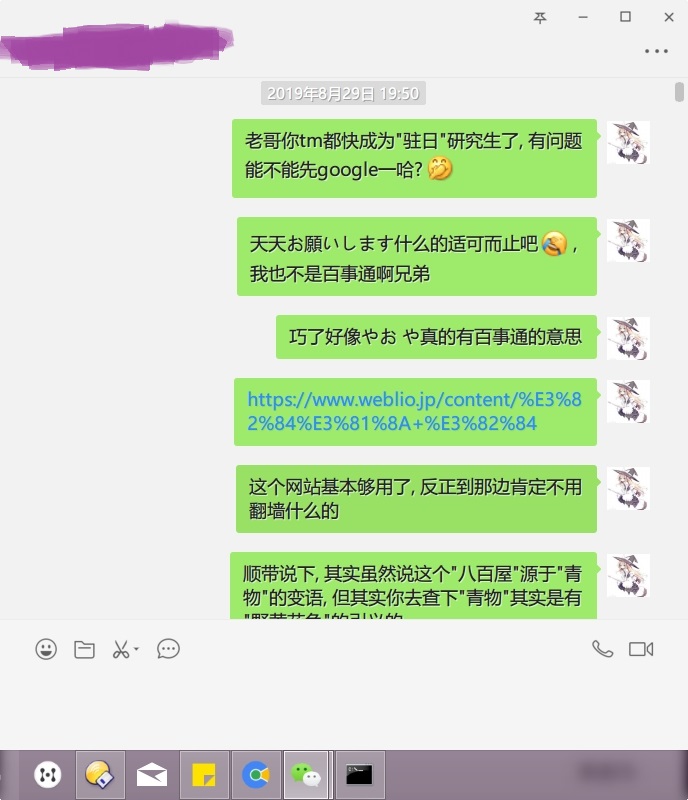 2019年8月29日 19:50
老哥你tm都快成为"驻日"研究生了, 有问题
能不能先google一哈?
天天お願いします什么的适可而止吧 ,
我也不是百事通啊兄弟
巧了好像やお や真的有百事通的意思
https://www.weblio.jp/content/%E3%8
2%84%E3%81%8A+%E3%82%84
这个网站基本够用了, 反正到那边肯定不用
翻墙什么的
顺带说下, 其实虽然说这个"八百屋"源于"青
物"的变语, 但其实你去查下"青物"其实是有